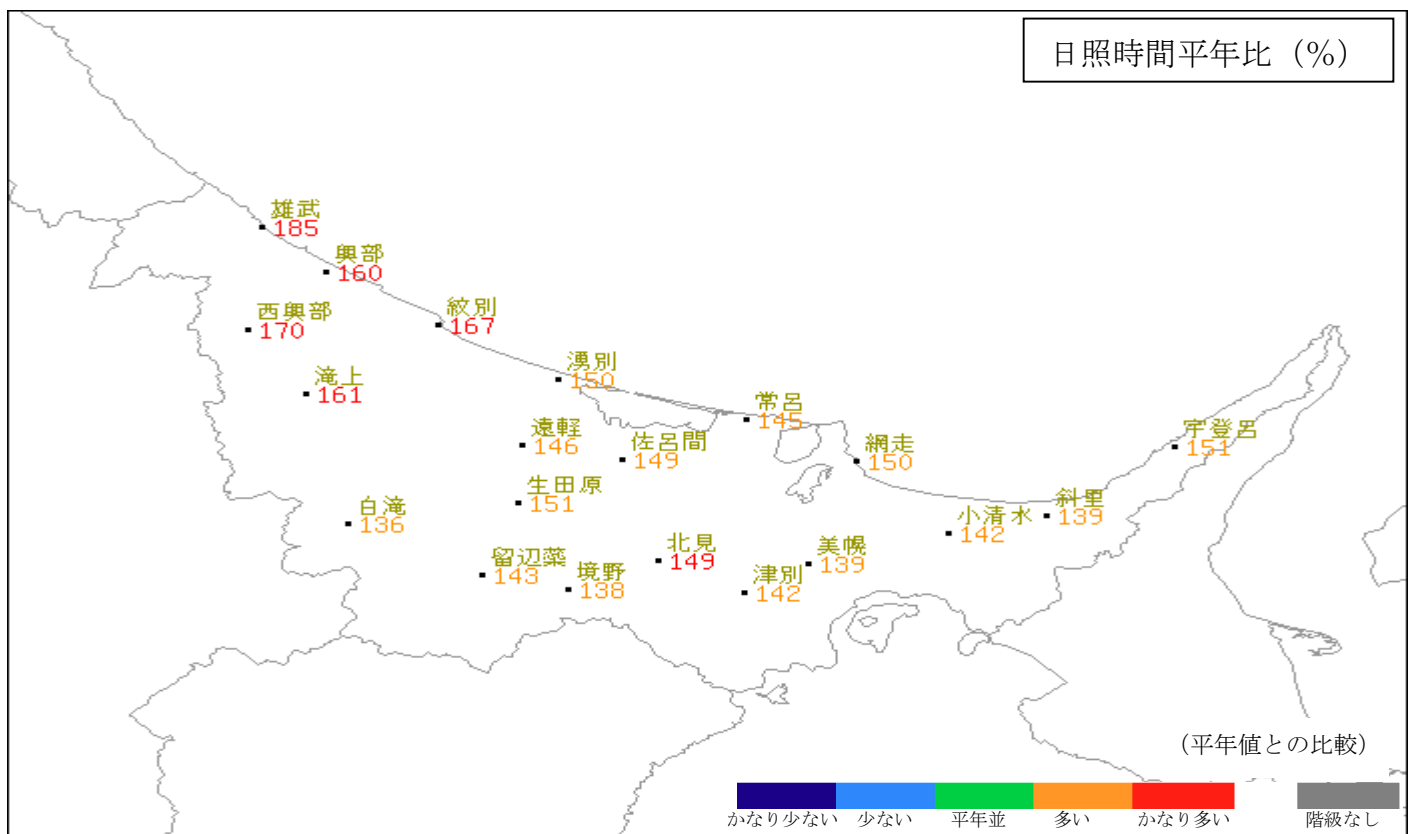 日照時間平年比（%）
雄武
185
興部
160
西興部
170
紋別
167
滝上
161
湧別
150
常呂
145
遠軽
146
佐呂間
149
網走
150
宇登呂
151
生田原
151
白滝
136
斜里
139
小清水
142
北見
149
美幌
139
留辺蘂
143
境野
138
津別
142
（平年値との比較）
かなり少ない 少ない 平年並 多い かなり多い 階級なし